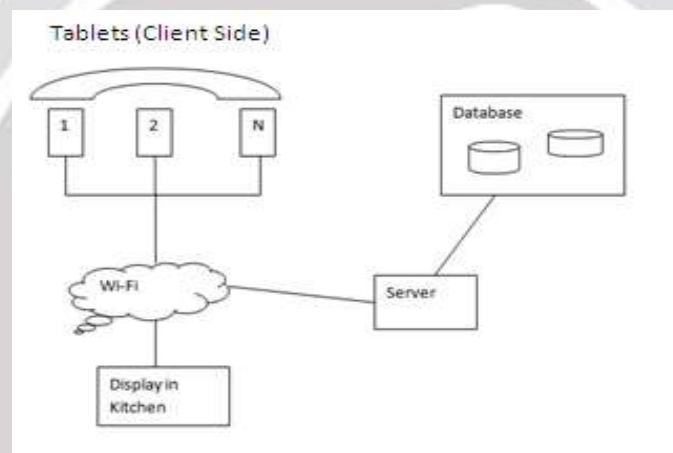 Tablets (Client Side)
1
2
N
Database
Wi-Fi
Server
Display in
Kitchen